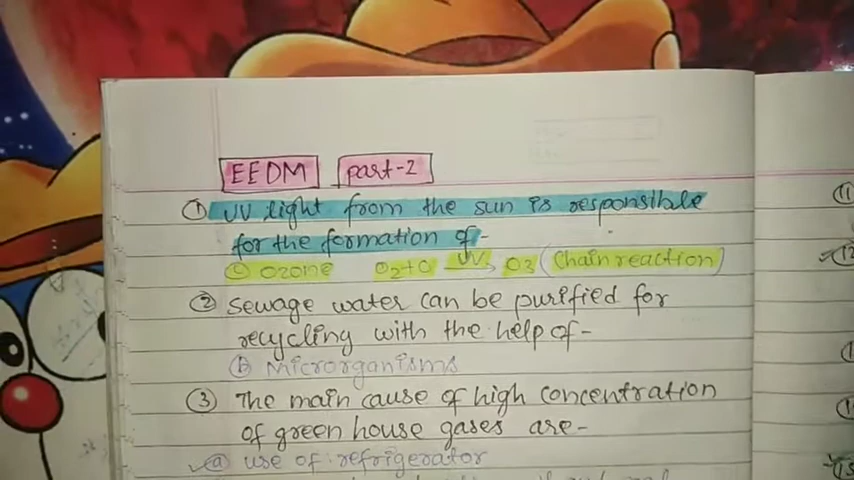 EEDM part-2
① UV light from the sun is responsible
for the formation of-
ⓒ ozone O2+O UV→ O3 (Chain reaction)
② Sewage water can be purified for
recycling with the help of-
ⓑ Microorganisms
③ The main cause of high concentration
of green house gases are-
✓ⓐ use of refrigerator